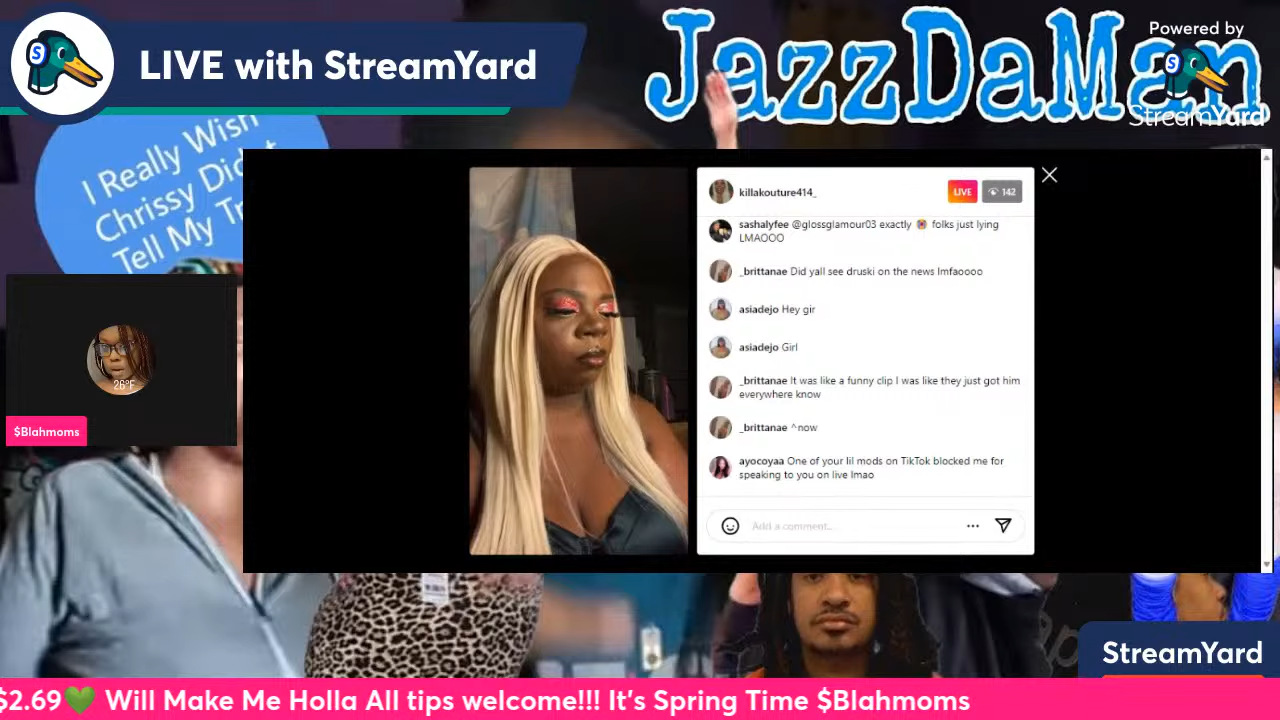 LIVE with StreamYard
JazzDaMan
Powered by
StreamYard
I Really Wish
Chrissy
Tell My
killakouture414_
LIVE
142
sashalyfee @glossglamour03 exactly folks just lying
LMAOOO
_brittanae Did yall see druski on the news lmfaoooo
asiadejo Hey gir
asiadejo Girl
_brittanae It was like a funny clip I was like they just got him
everywhere know
_brittanae ^now
ayocoyaa One of your lil mods on TikTok blocked me for
speaking to you on live lmao
Add a comment...
26°F
$Blahmoms
StreamYard
$2.69💚 Will Make Me Holla All tips welcome!!! It's Spring Time $Blahmoms